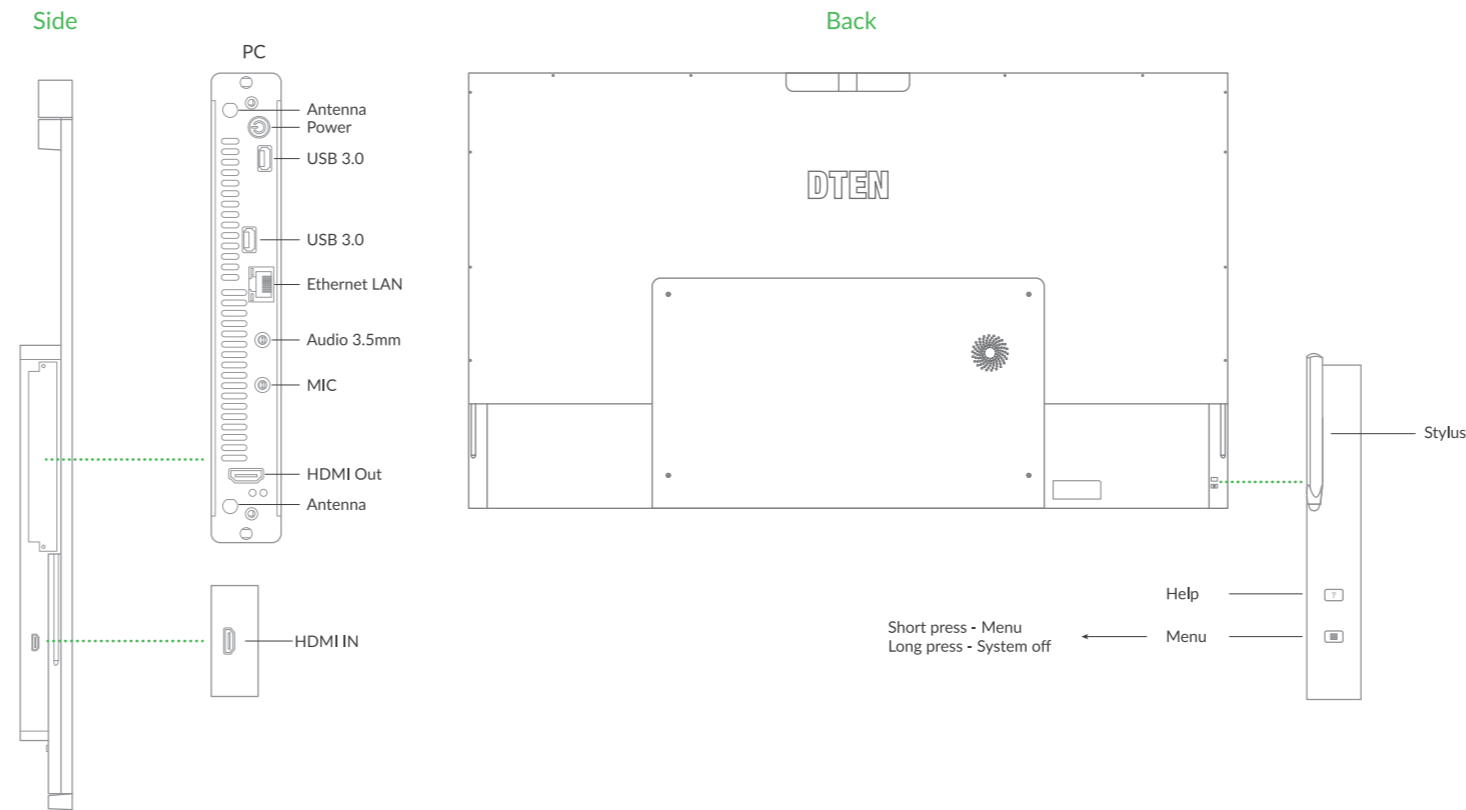 Side
Back
PC
Antenna
Power
USB 3.0
USB 3.0
Ethernet LAN
Audio 3.5mm
MIC
HDMI Out
Antenna
HDMI IN
DTEN
Stylus
Help
?
Short press - Menu
Long press - System off
Menu